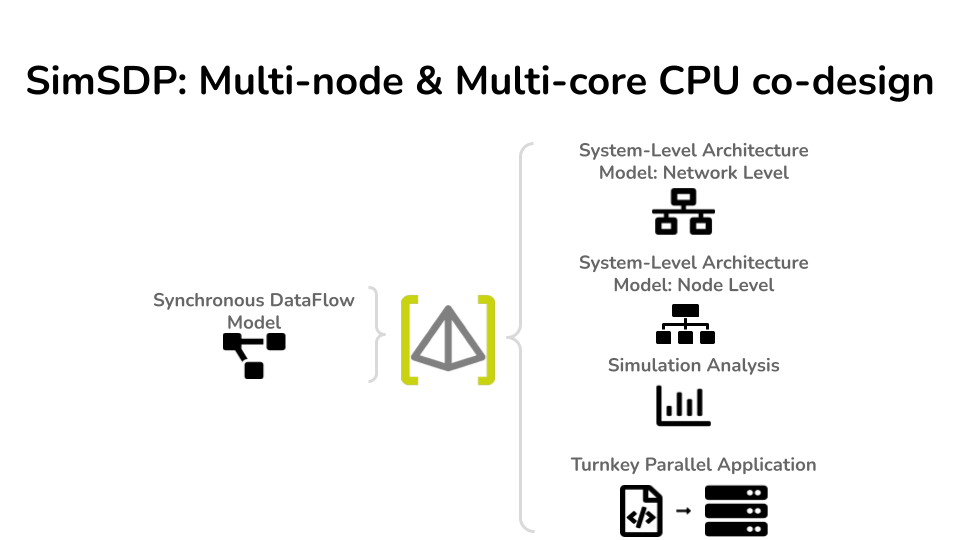 SimSDP: Multi-node & Multi-core CPU co-design
System-Level Architecture
Model: Network Level
System-Level Architecture
Model: Node Level
Synchronous DataFlow
Model
Simulation Analysis
Turnkey Parallel Application